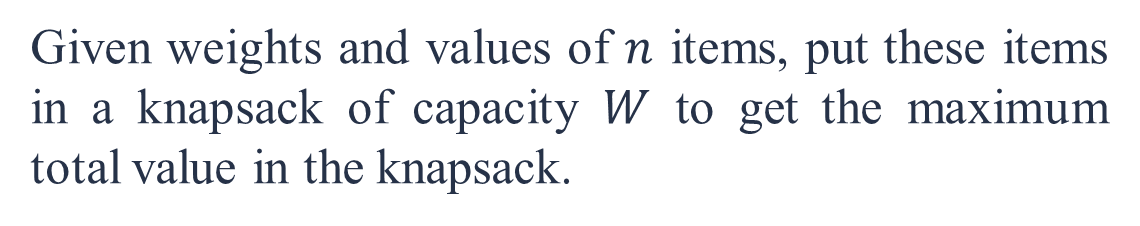 Given weights and values of n items, put these items
in a knapsack of capacity W to get the maximum
total value in the knapsack.